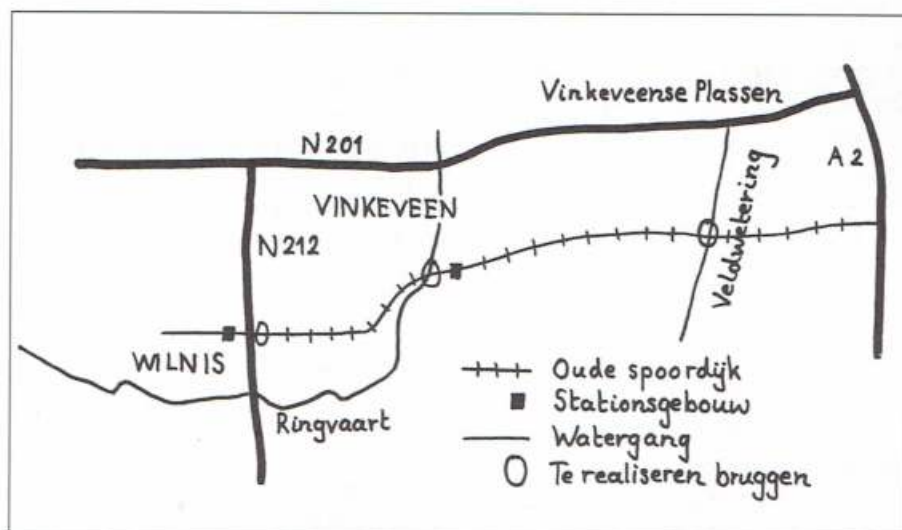 Vinkeveense Plassen
N201
A2
VINKEVEEN
Veldwetering
N212
WILNIS
Ringvaart
Oude spoordijk
Stationsgebouw
Watergang
Te realiseren bruggen